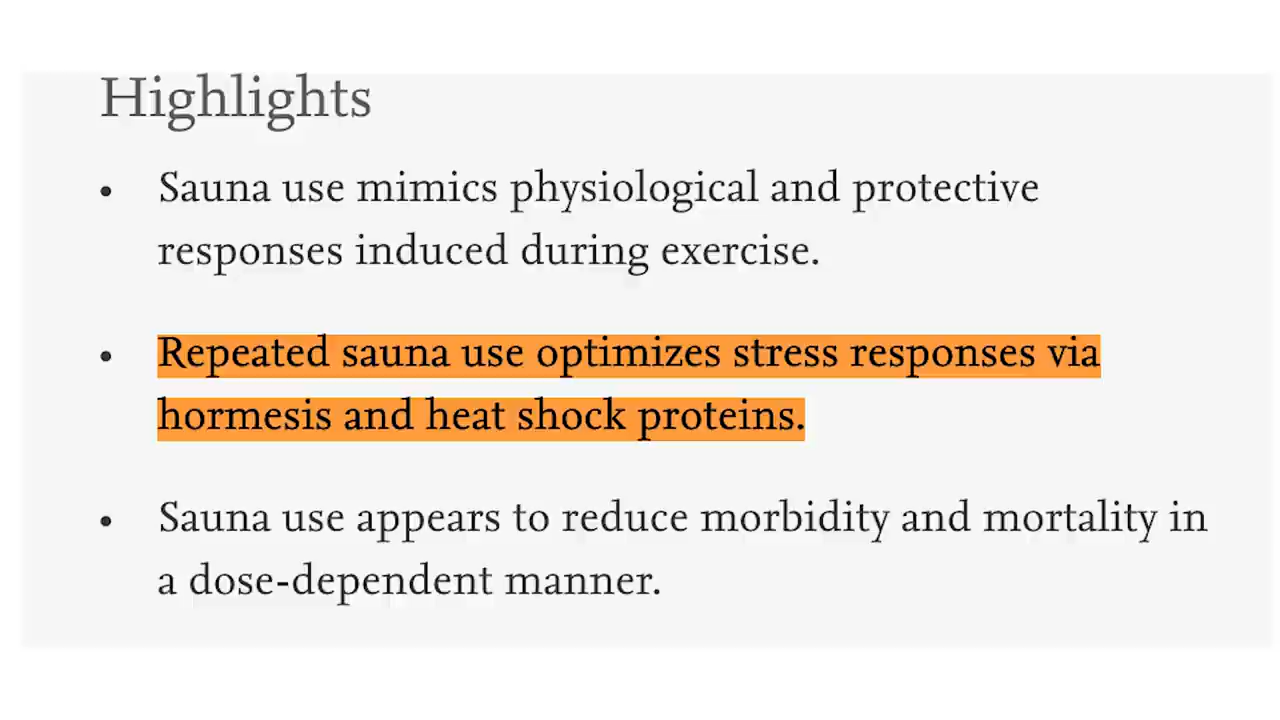 Highlights
• Sauna use mimics physiological and protective
responses induced during exercise.
• Repeated sauna use optimizes stress responses via
hormesis and heat shock proteins.
• Sauna use appears to reduce morbidity and mortality in
a dose-dependent manner.